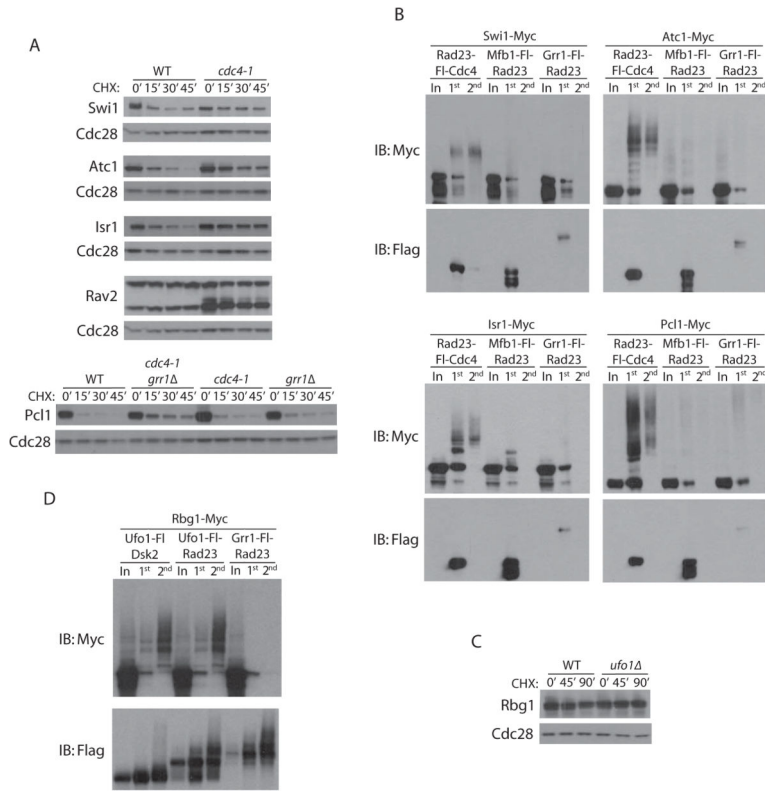 A
WT cdc4-1
CHX: 0' 15' 30' 45' 0' 15' 30' 45'
Swi1
Cdc28
Atc1
Cdc28
Isr1
Cdc28
Rav2
Cdc28
cdc4-1
WT grr1Δ cdc4-1 grr1Δ
CHX: 0' 15' 30' 45' 0' 15' 30' 45' 0' 15' 30' 45' 0' 15' 30' 45'
Pcl1
Cdc28
B
Swi1-Myc Atc1-Myc
Rad23- Mfb1-Fl- Grr1-Fl- Rad23- Mfb1-Fl- Grr1-Fl-
Fl-Cdc4 Rad23 Rad23 Fl-Cdc4 Rad23 Rad23
In 1st 2nd In 1st 2nd In 1st 2nd In 1st 2nd In 1st 2nd In 1st 2nd
IB: Myc
IB: Flag
Isr1-Myc Pcl1-Myc
Rad23- Mfb1-Fl- Grr1-Fl- Rad23- Mfb1-Fl- Grr1-Fl-
Fl-Cdc4 Rad23 Rad23 Fl-Cdc4 Rad23 Rad23
In 1st 2nd In 1st 2nd In 1st 2nd In 1st 2nd In 1st 2nd In 1st 2nd
IB: Myc
IB: Flag
D
Rbg1-Myc
Ufo1-Fl Ufo1-Fl- Grr1-Fl-
Dsk2 Rad23 Rad23
In 1st 2nd In 1st 2nd In 1st 2nd
IB: Myc
IB: Flag
C
WT ufo1Δ
CHX: 0' 45' 90' 0' 45' 90'
Rbg1
Cdc28